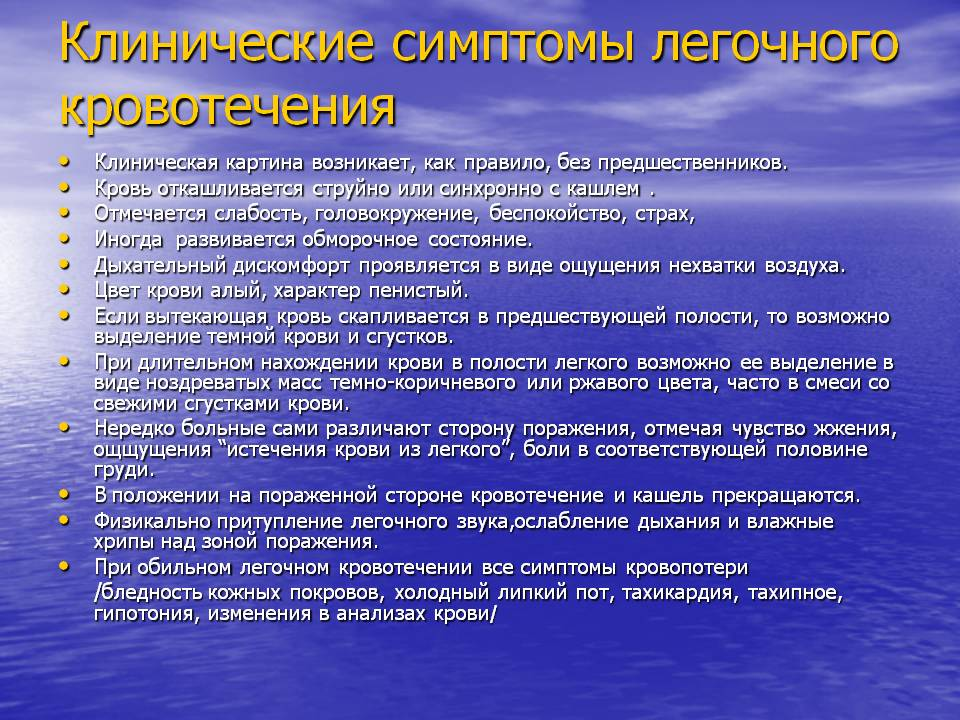 Клинические симптомы легочного
кровотечения
• Клиническая картина возникает, как правило, без предшественников.
• Кровь откашливается струйно или синхронно с кашлем .
• Отмечается слабость, головокружение, беспокойство, страх,
• Иногда развивается обморочное состояние.
• Дыхательный дискомфорт проявляется в виде ощущения нехватки воздуха.
• Цвет крови алый, характер пенистый.
• Если вытекающая кровь скапливается в предшествующей полости, то возможно
выделение темной крови и сгустков.
• При длительном нахождении крови в полости легкого возможно ее выделение в
виде ноздреватых масс темно-коричневого или ржавого цвета, часто в смеси со
свежими сгустками крови.
• Нередко больные сами различают сторону поражения, отмечая чувство жжения,
ощщущения “истечения крови из легкого”, боли в соответствующей половине
груди.
• В положении на пораженной стороне кровотечение и кашель прекращаются.
• Физикально притупление легочного звука,ослабление дыхания и влажные
хрипы над зоной поражения.
• При обильном легочном кровотечении все симптомы кровопотери
/бледность кожных покровов, холодный липкий пот, тахикардия, тахипное,
гипотония, изменения в анализах крови/